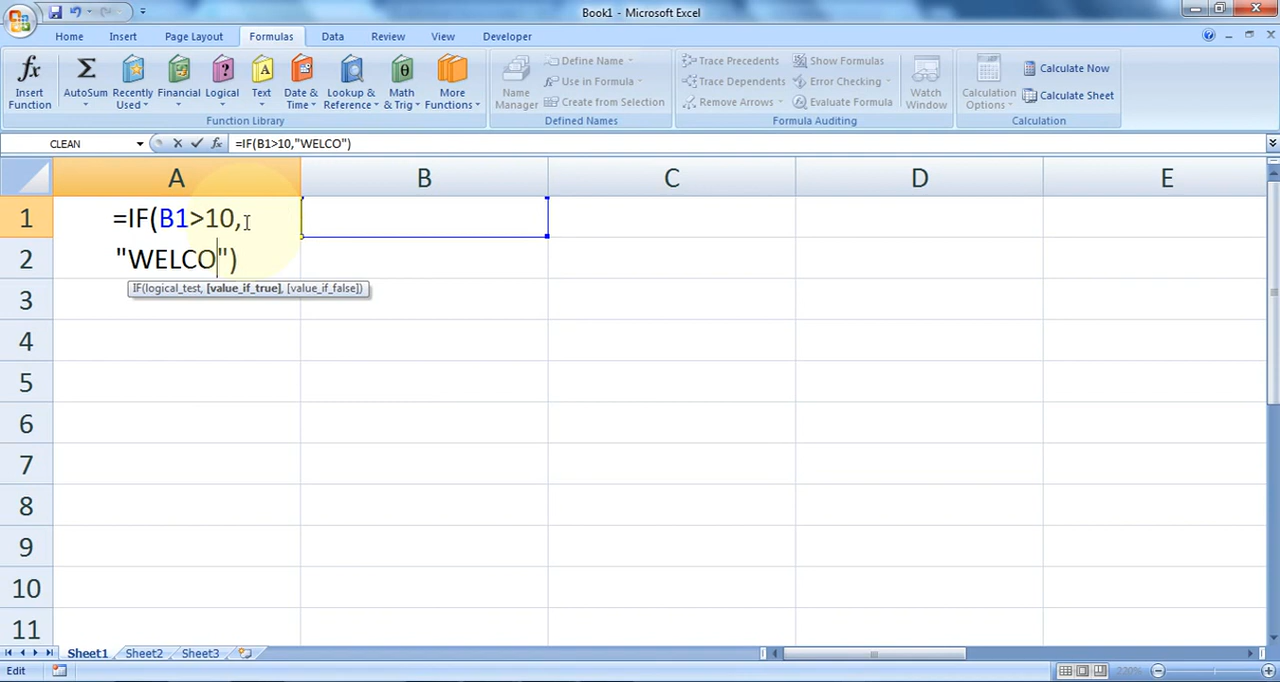 Book1 - Microsoft Excel
Home Insert Page Layout Formulas Data Review View Developer
fx Insert Function
Σ AutoSum
Recently Used
Financial
Logical
Text
Date & Time
Lookup & Reference
Math & Trig
More Functions
Function Library
Name Manager
Define Name
Use in Formula
Create from Selection
Defined Names
Trace Precedents
Trace Dependents
Remove Arrows
Show Formulas
Error Checking
Evaluate Formula
Formula Auditing
Watch Window
Calculation Options
Calculate Now
Calculate Sheet
Calculation
CLEAN fx =IF(B1>10,"WELCO")
A B C D E
1 =IF(B1>10,
2 "WELCO")
IF(logical_test, [value_if_true], [value_if_false])
3
4
5
6
7
8
9
10
11
Sheet1 Sheet2 Sheet3
Edit 220%